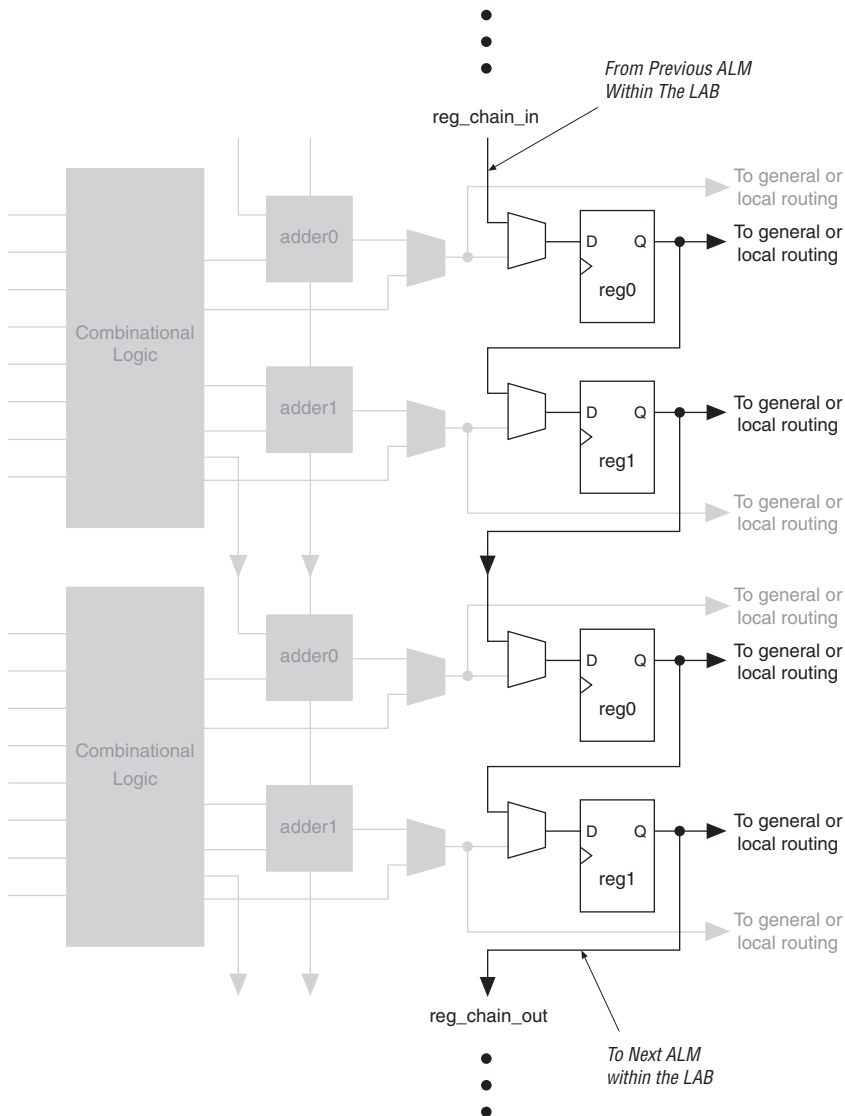 From Previous ALM
Within The LAB
reg_chain_in
To general or
local routing
adder0
D Q
reg0
To general or
local routing
Combinational
Logic
adder1
D Q
reg1
To general or
local routing
To general or
local routing
To general or
local routing
adder0
D Q
reg0
To general or
local routing
Combinational
Logic
adder1
D Q
reg1
To general or
local routing
To general or
local routing
reg_chain_out
To Next ALM
within the LAB